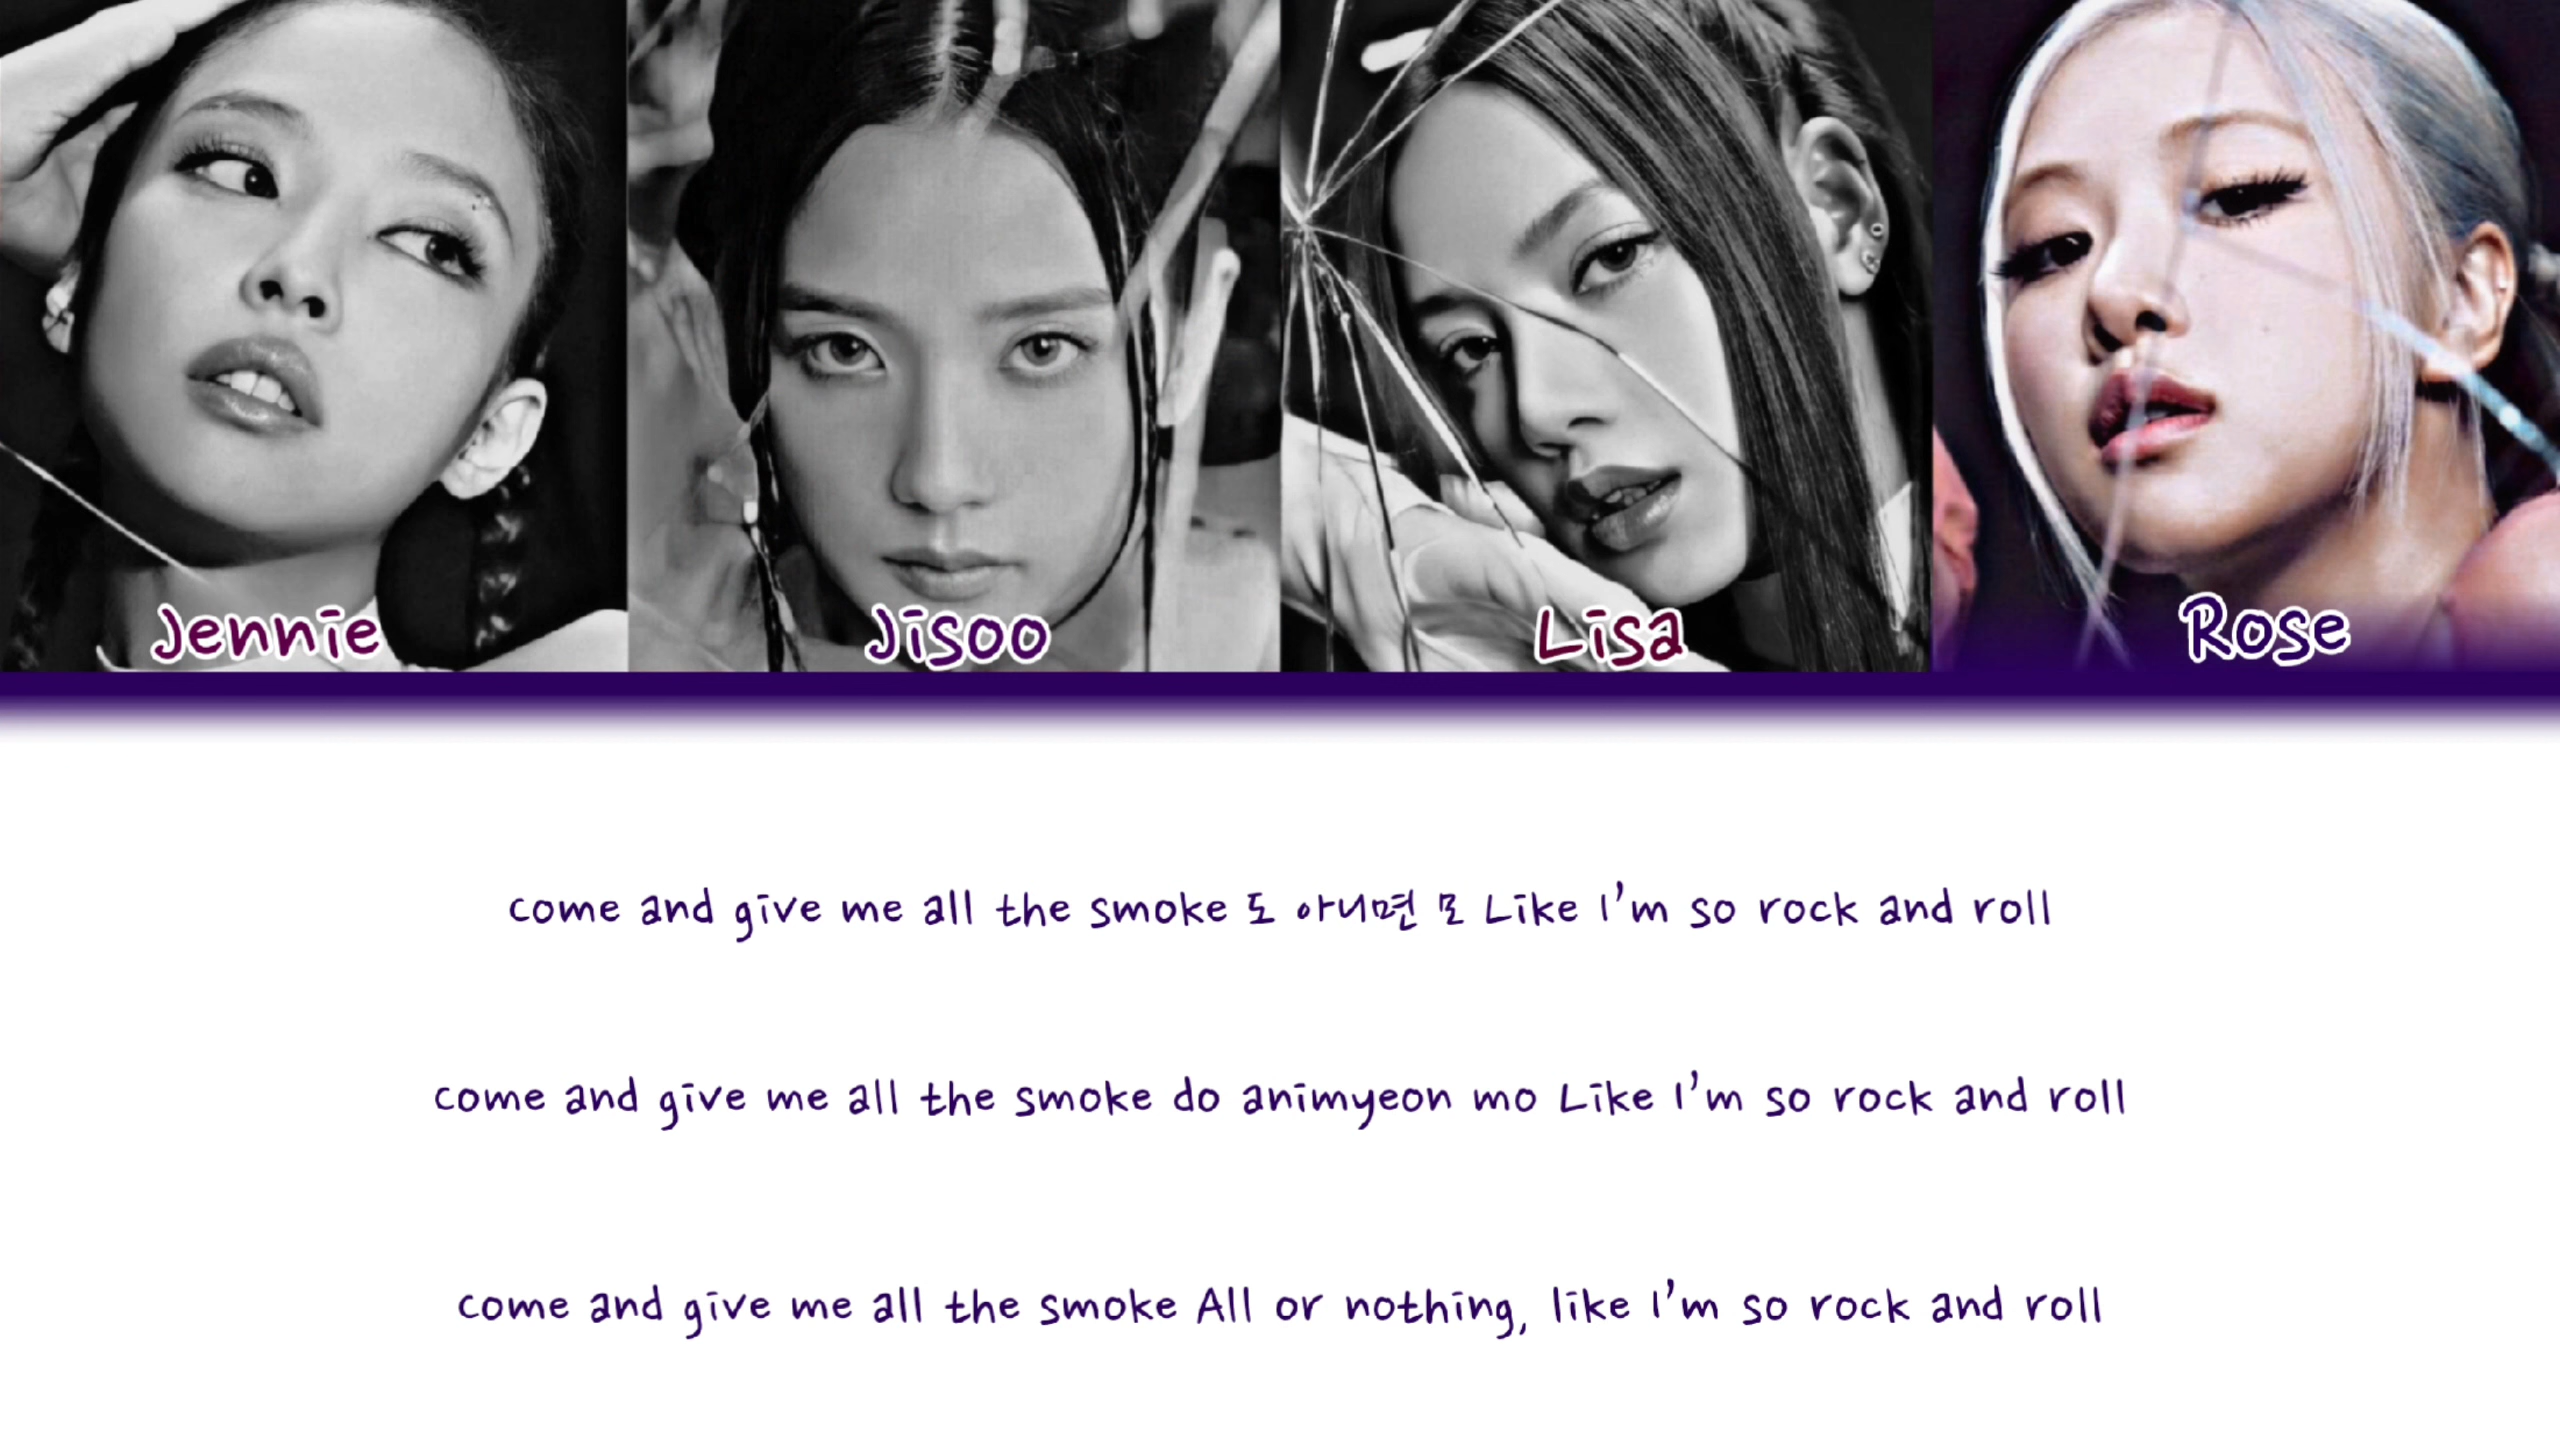 Jennie
Jisoo
Lisa
Rose
come and give me all the smoke 도 아니면 모 Like I'm so rock and roll
come and give me all the smoke do animyeon mo Like I'm so rock and roll
come and give me all the smoke All or nothing, like I'm so rock and roll